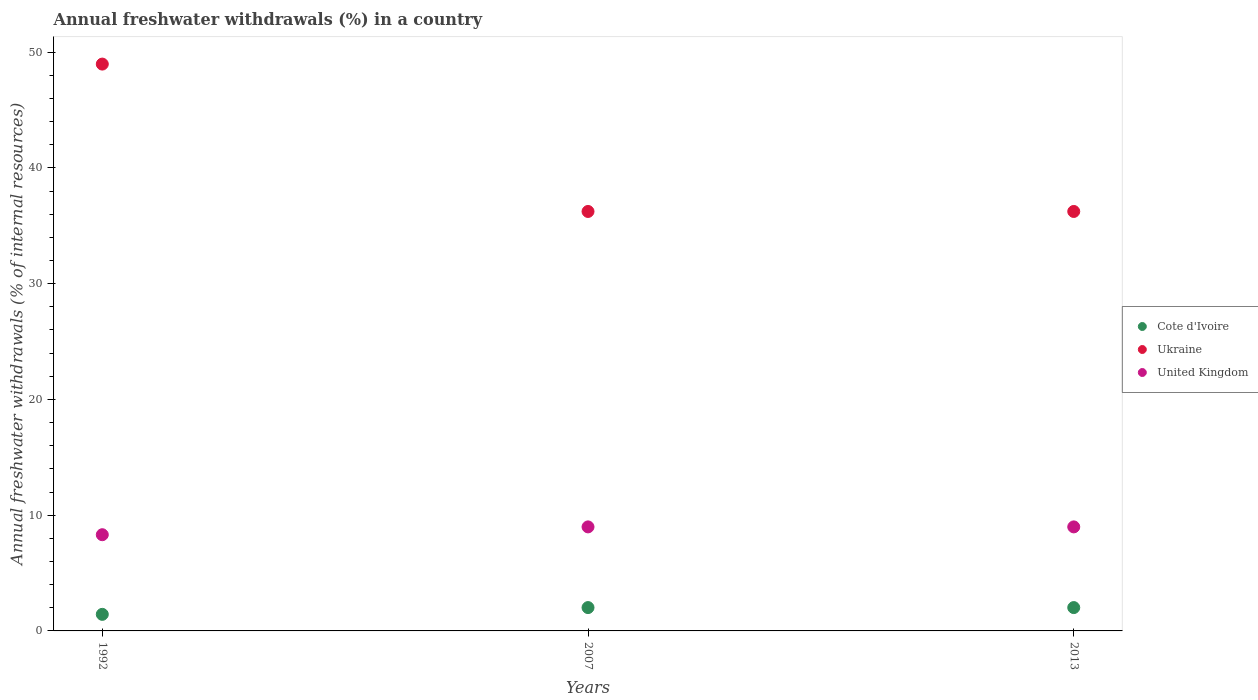 Annual freshwater withdrawals (%) in a country
Annual freshwater withdrawals (% of internal resources)
50
40
30
20
10
0
1992
2007
2013
Years
Cote d'Ivoire
Ukraine
United Kingdom